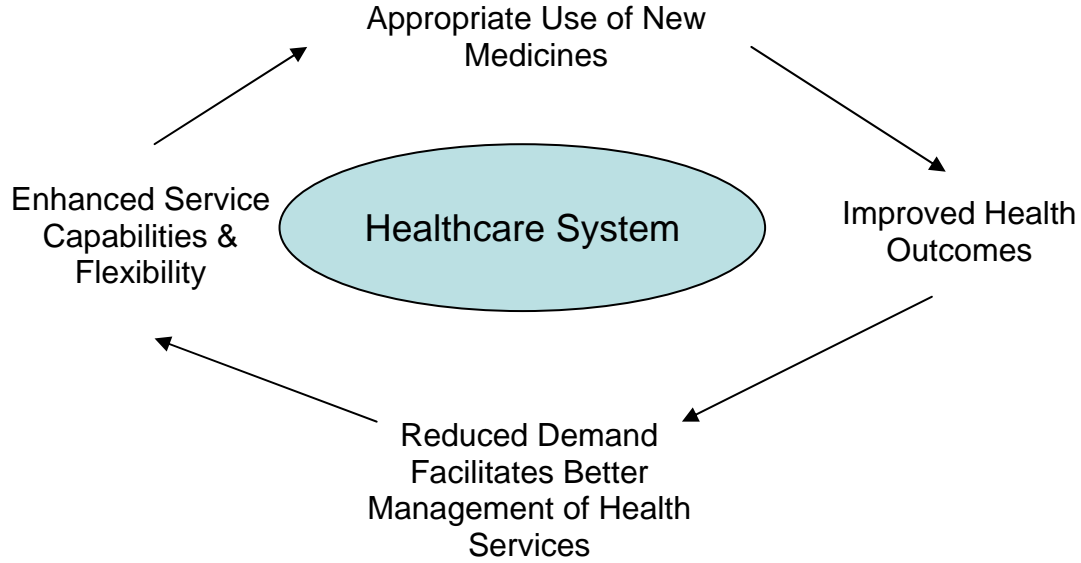 Appropriate Use of New
Medicines
Enhanced Service
Capabilities &
Flexibility
Healthcare System
Improved Health
Outcomes
Reduced Demand
Facilitates Better
Management of Health
Services